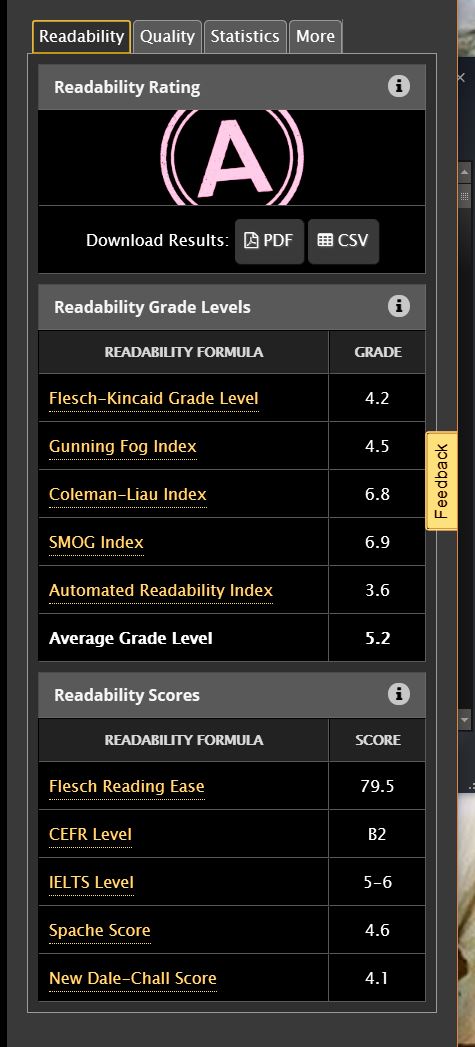 Readability Quality Statistics More
Readability Rating
A
Download Results: PDF CSV
Readability Grade Levels
READABILITY FORMULA GRADE
Flesch-Kincaid Grade Level 4.2
Gunning Fog Index 4.5
Feedback
Coleman-Liau Index 6.8
SMOG Index 6.9
Automated Readability Index 3.6
Average Grade Level 5.2
Readability Scores
READABILITY FORMULA SCORE
Flesch Reading Ease 79.5
CEFR Level B2
IELTS Level 5-6
Spache Score 4.6
New Dale-Chall Score 4.1